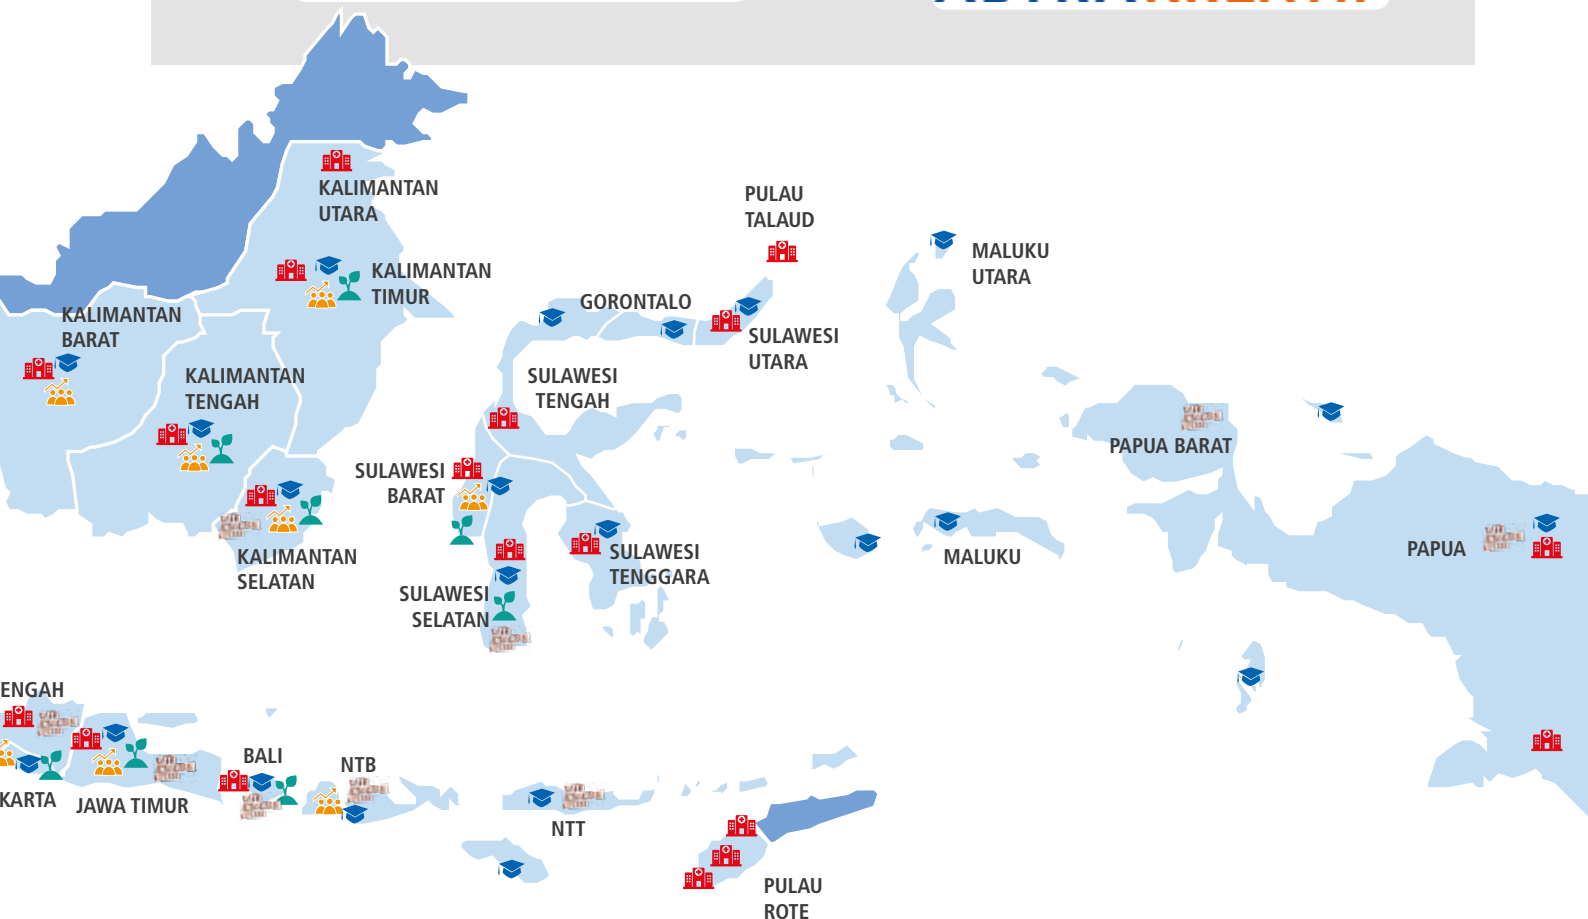 KALIMANTAN
UTARA
PULAU
TALAUD
MALUKU
UTARA
KALIMANTAN
TIMUR
GORONTALO
KALIMANTAN
BARAT
SULAWESI
UTARA
KALIMANTAN
TENGAH
SULAWESI
TENGAH
PAPUA BARAT
SULAWESI
BARAT
KALIMANTAN
SELATAN
SULAWESI
TENGGARA
MALUKU
PAPUA
SULAWESI
SELATAN
ENGAH
BALI
NTB
KARTA
JAWA TIMUR
NTT
PULAU
ROTE